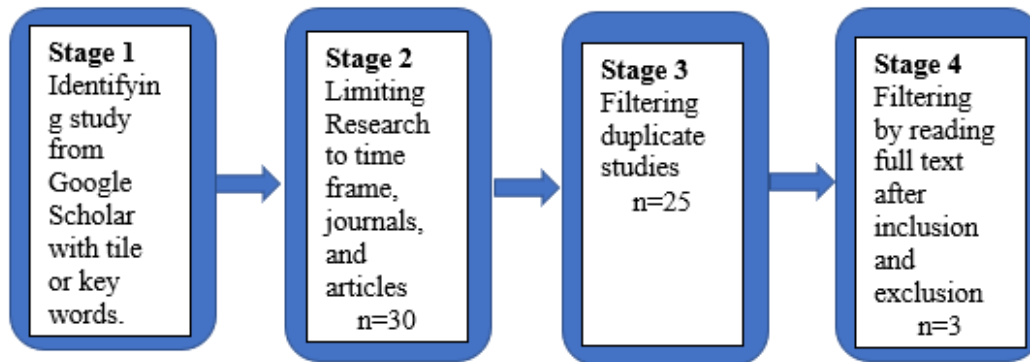 Stage 1
Identifyin
g study
from
Google
Scholar
with tile
or key
words.
Stage 2
Limiting
Research
to time
frame,
journals,
and
articles
n=30
Stage 3
Filtering
duplicate
studies
n=25
Stage 4
Filtering
by reading
full text
after
inclusion
and
exclusion
n=3